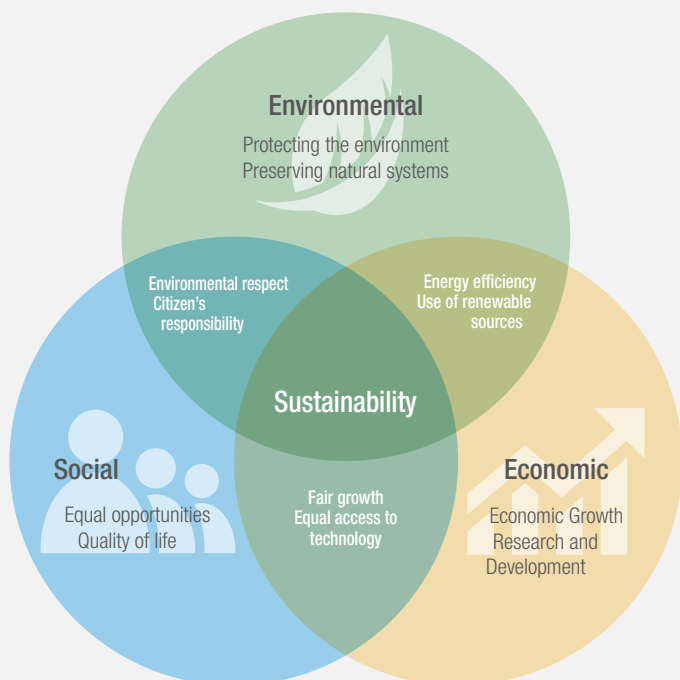 Environmental
Protecting the environment
Preserving natural systems
Environmental respect
Citizen's
responsibility
Energy efficiency
Use of renewable
sources
Sustainability
Social
Equal opportunities
Quality of life
Fair growth
Equal access to
technology
Economic
Economic Growth
Research and
Development